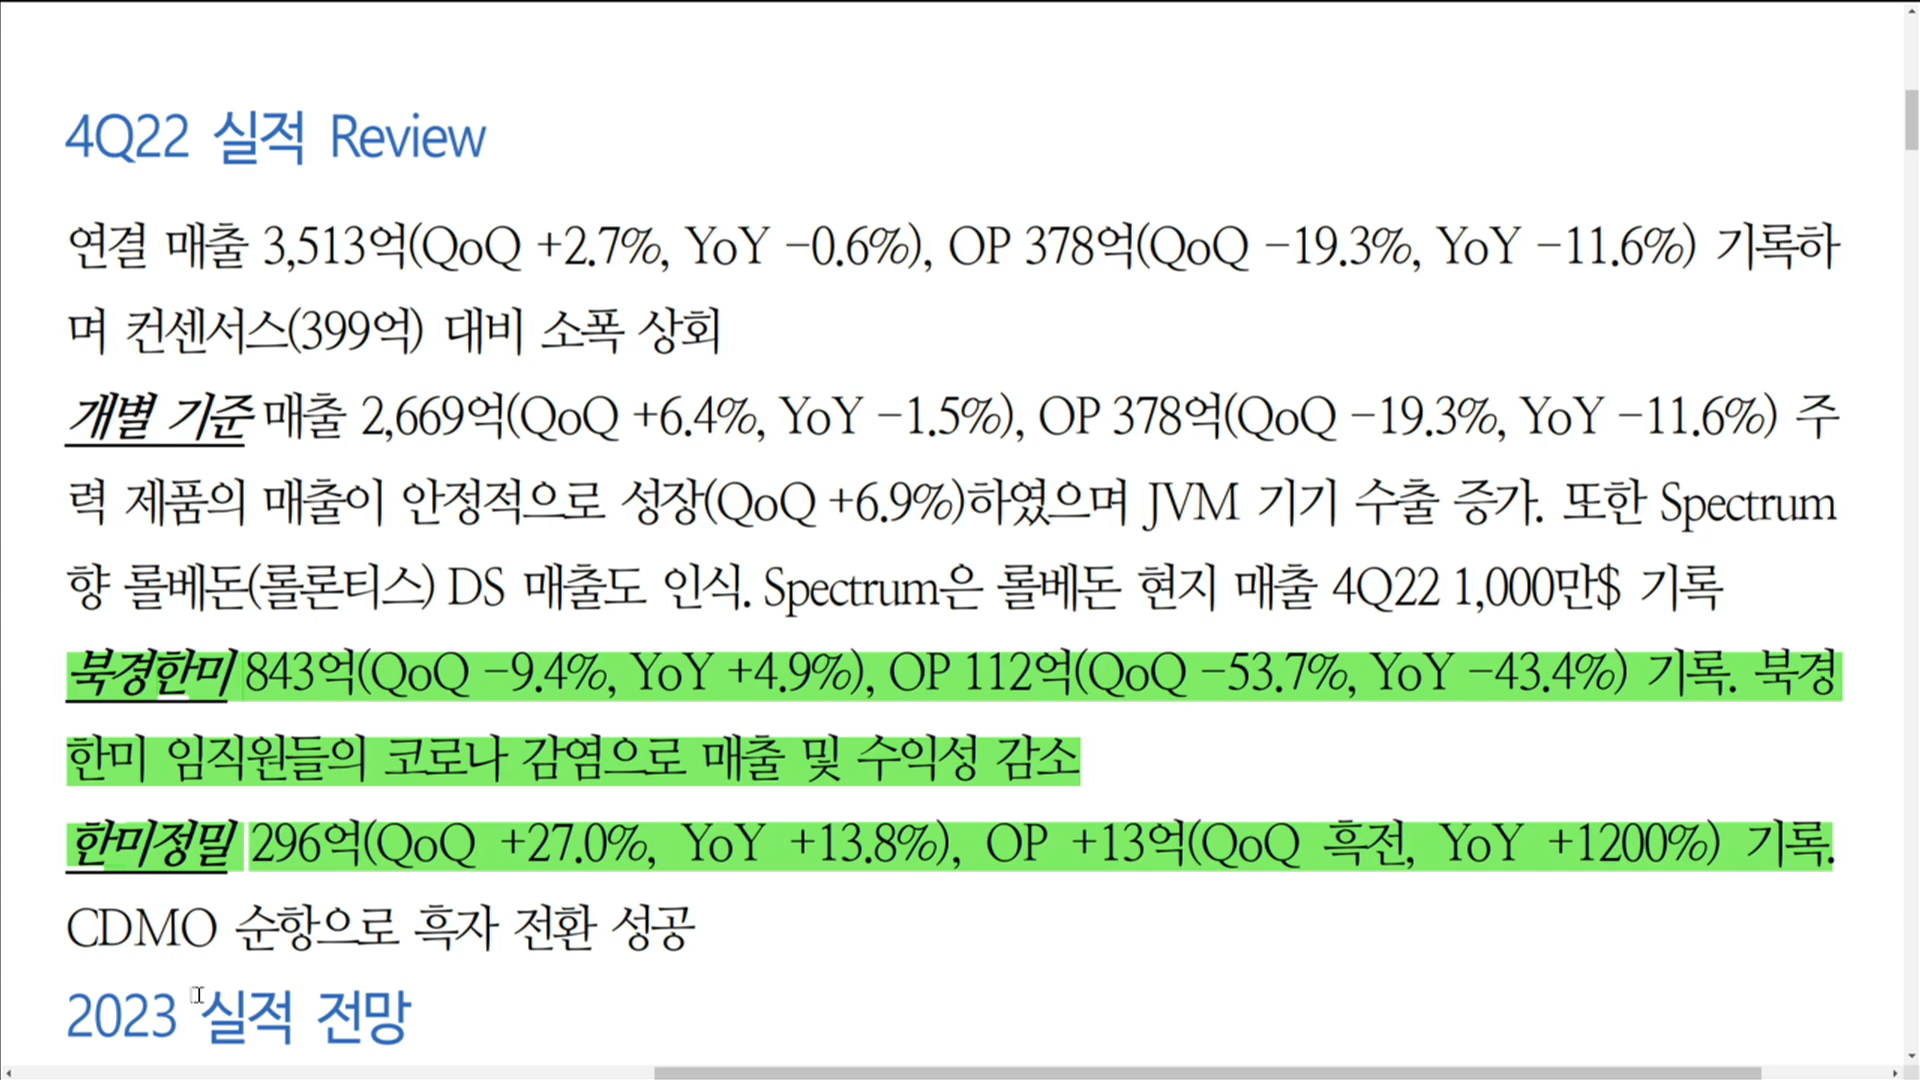 4Q22 실적 Review
연결 매출 3,513억(QoQ +2.7%, YoY -0.6%), OP 378억(QoQ -19.3%, YoY -11.6%) 기록하
며 컨센서스(399억) 대비 소폭 상회
개별 기준 매출 2,669억(QoQ +6.4%, YoY -1.5%), OP 378억(QoQ -19.3%, YoY -11.6%) 주
력 제품의 매출이 안정적으로 성장(QoQ +6.9%)하였으며 JVM 기기 수출 증가. 또한 Spectrum
향 롤베돈(롤론티스) DS 매출도 인식. Spectrum은 롤베돈 현지 매출 4Q22 1,000만$ 기록
북경한미 843억(QoQ -9.4%, YoY +4.9%), OP 112억(QoQ -53.7%, YoY -43.4%) 기록. 북경
한미 임직원들의 코로나 감염으로 매출 및 수익성 감소
한미정밀 296억(QoQ +27.0%, YoY +13.8%), OP +13억(QoQ 흑전, YoY +1200%) 기록.
CDMO 순항으로 흑자 전환 성공
2023 실적 전망